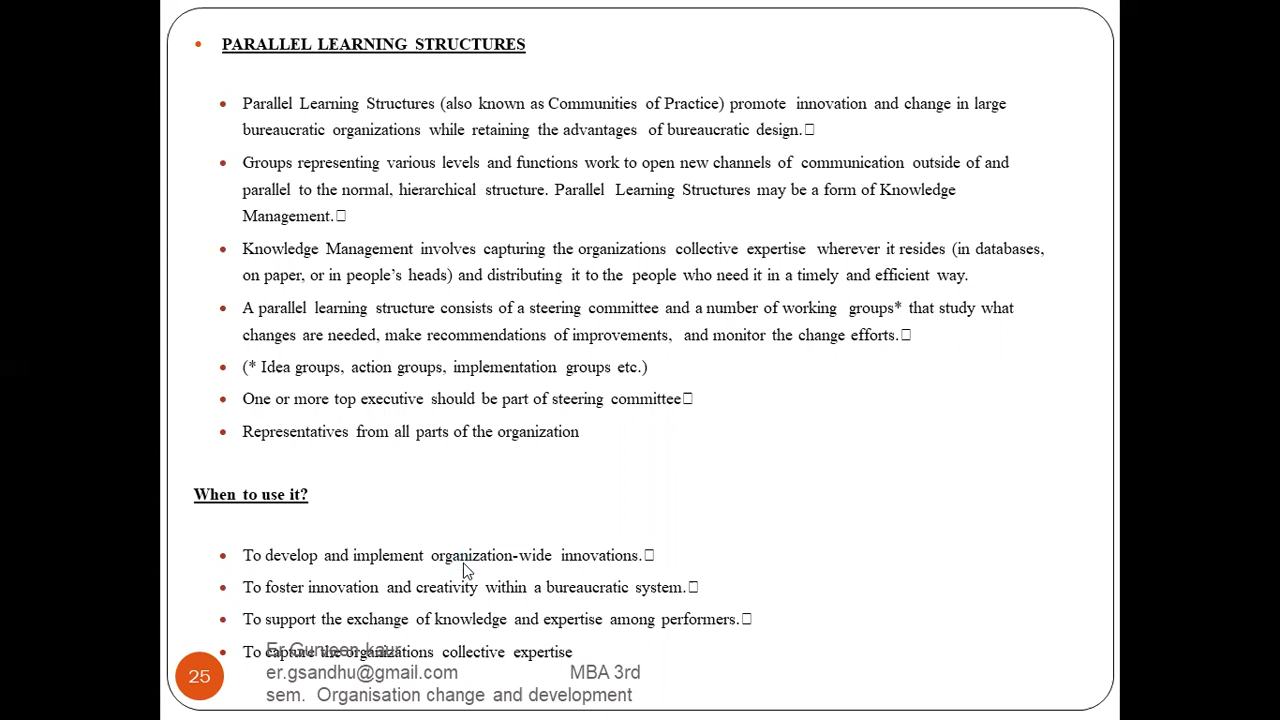 PARALLEL LEARNING STRUCTURES
Parallel Learning Structures (also known as Communities of Practice) promote innovation and change in large
bureaucratic organizations while retaining the advantages of bureaucratic design.
Groups representing various levels and functions work to open new channels of communication outside of and
parallel to the normal, hierarchical structure. Parallel Learning Structures may be a form of Knowledge
Management.
Knowledge Management involves capturing the organizations collective expertise wherever it resides (in databases,
on paper, or in people's heads) and distributing it to the people who need it in a timely and efficient way.
A parallel learning structure consists of a steering committee and a number of working groups* that study what
changes are needed, make recommendations of improvements, and monitor the change efforts.
(* Idea groups, action groups, implementation groups etc.)
One or more top executive should be part of steering committee
Representatives from all parts of the organization
When to use it?
To develop and implement organization-wide innovations.
To foster innovation and creativity within a bureaucratic system.
To support the exchange of knowledge and expertise among performers.
To capture the organizations collective expertise
Er Gurveen kaur
er.gsandhu@gmail.com MBA 3rd
sem. Organisation change and development
25